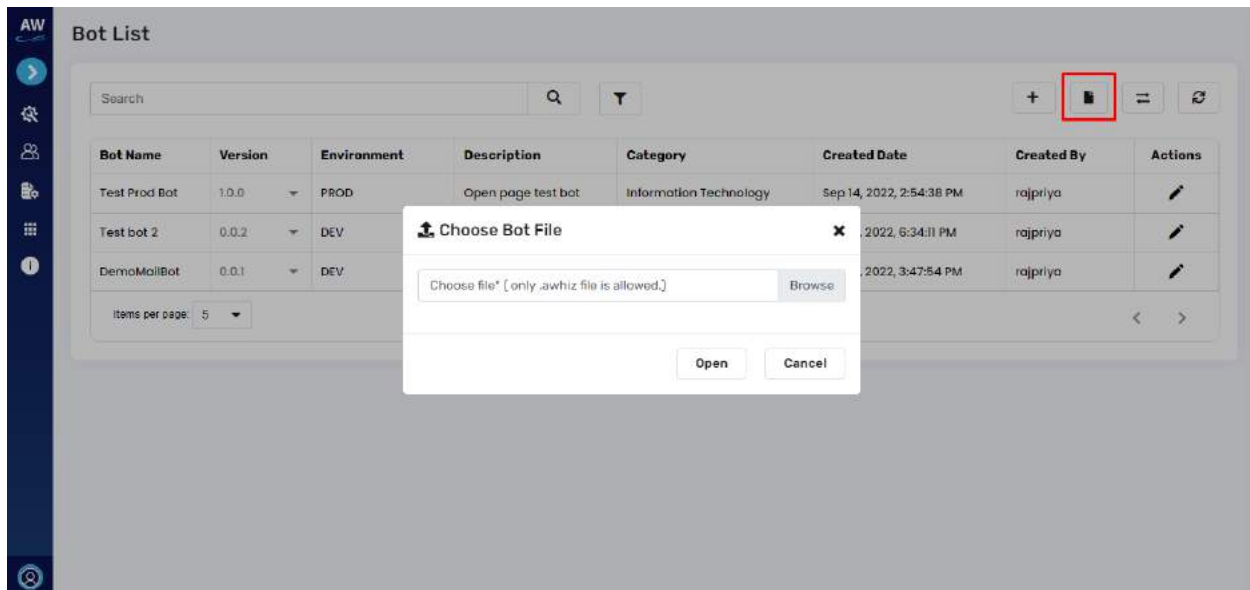 AW
Bot List
Search
Bot Name Version Environment Description Category Created Date Created By Actions
Test Prod Bot 1.0.0 PROD Open page test bot Information Technology Sep 14, 2022, 2:54:38 PM rajpriya
Test bot 2 0.0.2 DEV , 2022, 6:34:11 PM rajpriya
DemoMailBot 0.0.1 DEV , 2022, 3:47:54 PM rajpriya
Items per page: 5
Choose Bot File
Choose file* ( only .awhiz file is allowed.) Browse
Open Cancel